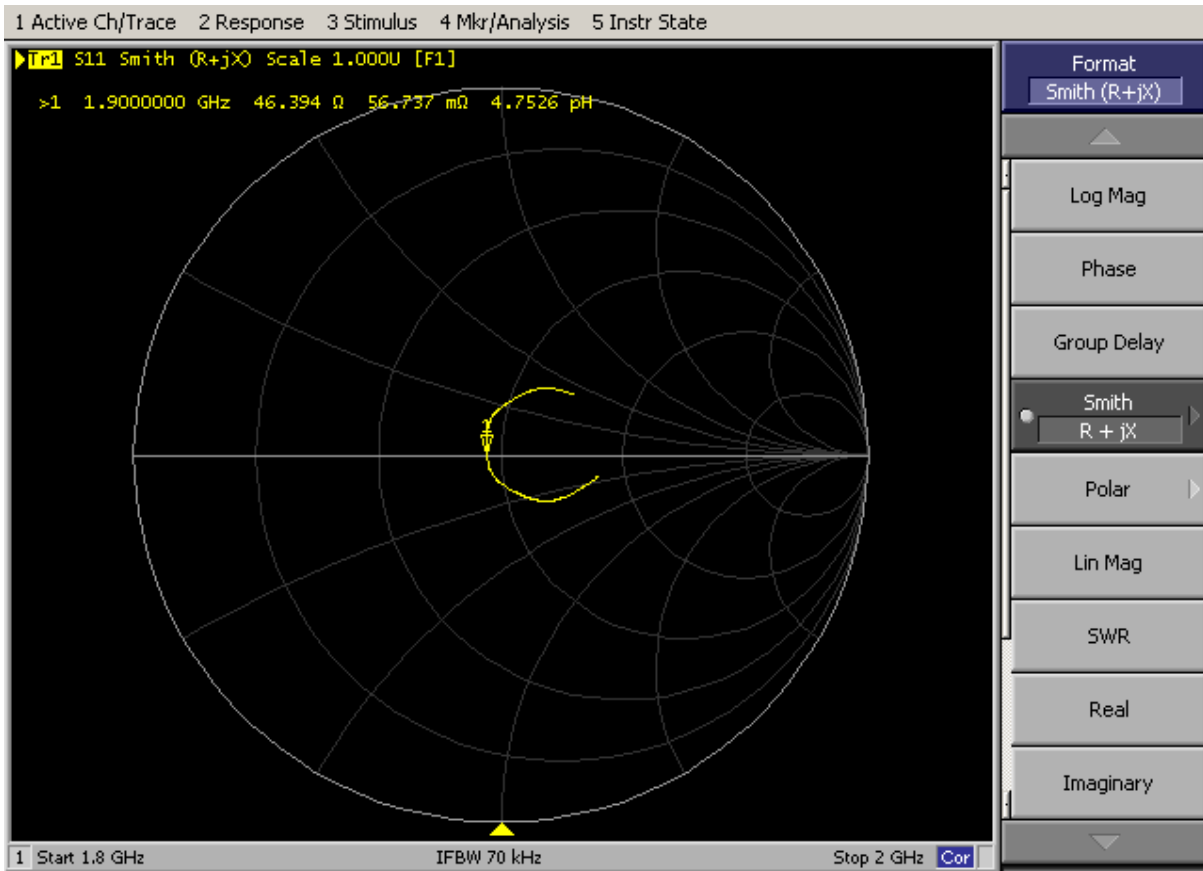 1 Active Ch/Trace 2 Response 3 Stimulus 4 Mkr/Analysis 5 Instr State
Tr1 S11 Smith (R+jX) Scale 1.000U [F1]
>1 1.9000000 GHz 46.394 Ω 56.737 mΩ 4.7526 pH
1
Format
Smith (R+jX)
Log Mag
Phase
Group Delay
Smith
R + jX
Polar
Lin Mag
SWR
Real
Imaginary
1 Start 1.8 GHz IFBW 70 kHz Stop 2 GHz Cor